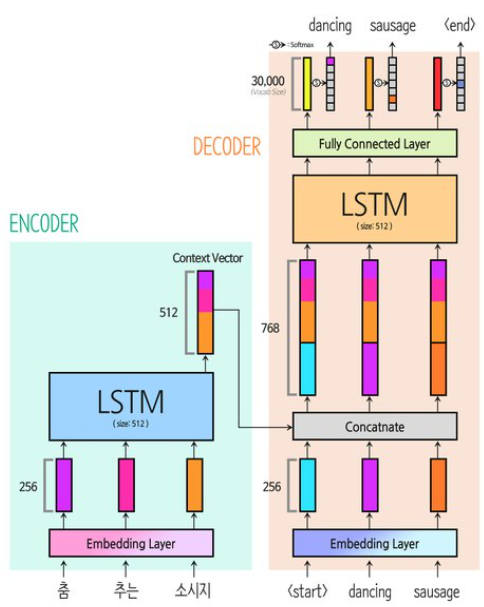 dancing sausage <end>
Ⓢ : Softmax
30,000
(Vocab Size)
Fully Connected Layer
DECODER
LSTM
( size: 512 )
ENCODER
Context Vector
512
768
LSTM
( size: 512 )
Concatnate
256
256
Embedding Layer
Embedding Layer
춤 추는 소시지
<start> dancing sausage